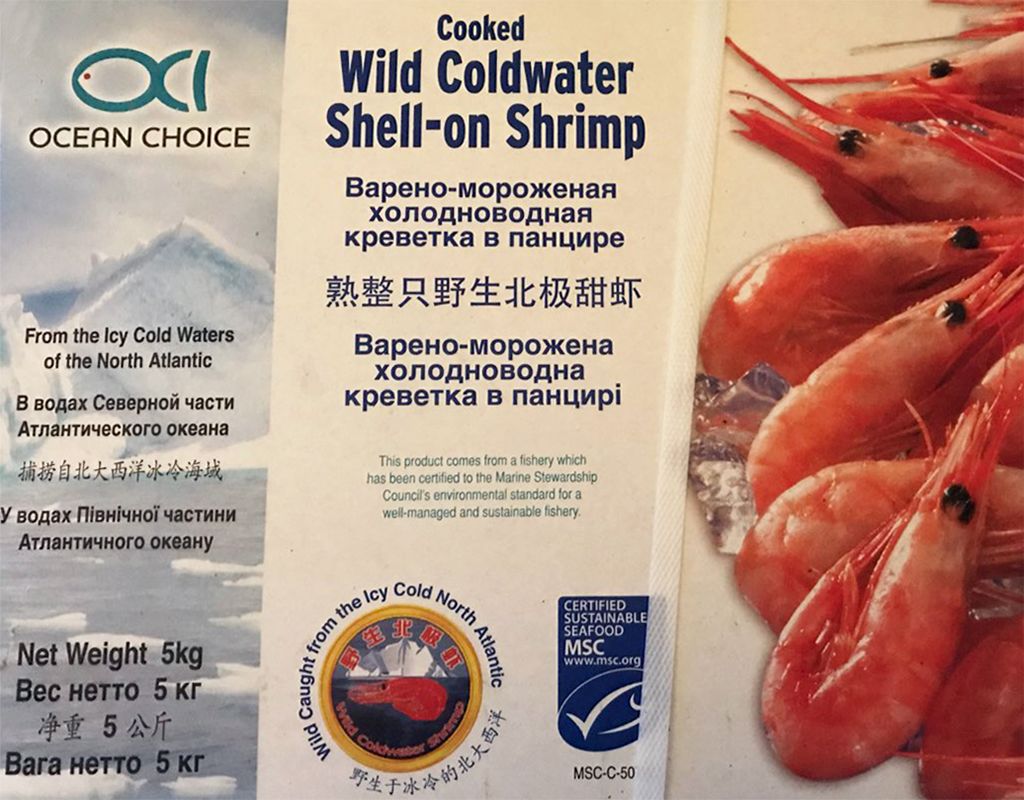 OCI
OCEAN CHOICE
From the Icy Cold Waters
of the North Atlantic
В водах Северной части
Атлантического океана
捕捞自北大西洋冰冷海域
У водах Північної частини
Атлантичного океану
Net Weight 5kg
Вес нетто 5 кг
净重 5 公斤
Вага нетто 5 кг
Cooked
Wild Coldwater
Shell-on Shrimp
Варено-мороженая
холодноводная
креветка в панцире
熟整只野生北极甜虾
Варено-морожена
холодноводна
креветка в панцирі
This product comes from a fishery which
has been certified to the Marine Stewardship
Council's environmental standard for a
well-managed and sustainable fishery.
Wild Caught from the Icy Cold North Atlantic
野生北极虾
Wild Coldwater Shrimp
野生于冰冷的北大西洋
CERTIFIED
SUSTAINABLE
SEAFOOD
MSC
www.msc.org
MSC-C-50